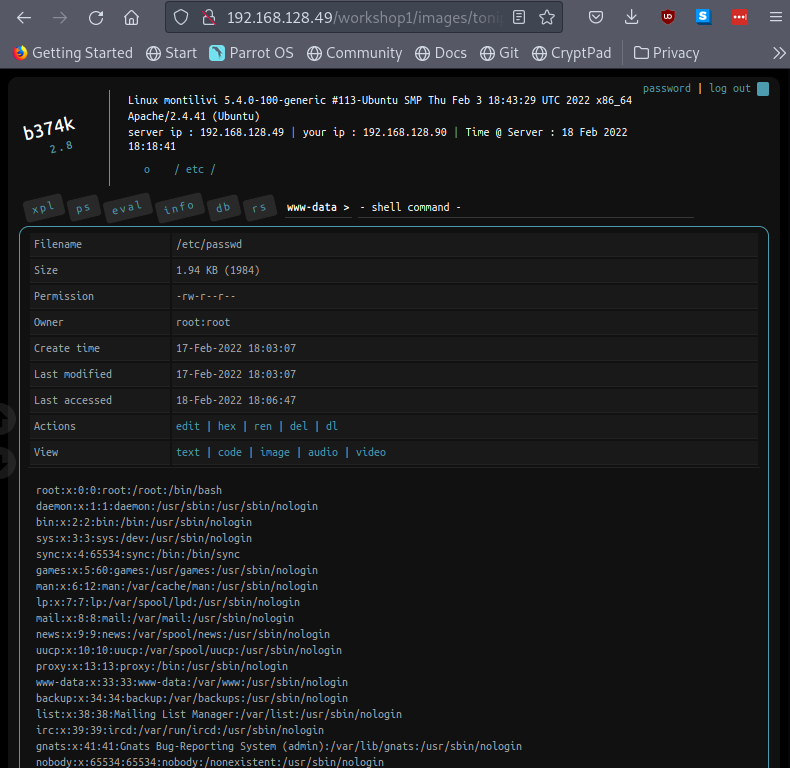 192.168.128.49/workshop1/images/toni
Getting Started Start Parrot OS Community Docs Git CryptPad Privacy
password | log out
b374k
2.8
Linux montilivi 5.4.0-100-generic #113-Ubuntu SMP Thu Feb 3 18:43:29 UTC 2022 x86_64
Apache/2.4.41 (Ubuntu)
server ip : 192.168.128.49 | your ip : 192.168.128.90 | Time @ Server : 18 Feb 2022
18:18:41
o / etc /
xpl ps eval info db rs www-data > - shell command -
Filename /etc/passwd
Size 1.94 KB (1984)
Permission -rw-r--r--
Owner root:root
Create time 17-Feb-2022 18:03:07
Last modified 17-Feb-2022 18:03:07
Last accessed 18-Feb-2022 18:06:47
Actions edit | hex | ren | del | dl
View text | code | image | audio | video
root:x:0:0:root:/root:/bin/bash
daemon:x:1:1:daemon:/usr/sbin:/usr/sbin/nologin
bin:x:2:2:bin:/bin:/usr/sbin/nologin
sys:x:3:3:sys:/dev:/usr/sbin/nologin
sync:x:4:65534:sync:/bin:/bin/sync
games:x:5:60:games:/usr/games:/usr/sbin/nologin
man:x:6:12:man:/var/cache/man:/usr/sbin/nologin
lp:x:7:7:lp:/var/spool/lpd:/usr/sbin/nologin
mail:x:8:8:mail:/var/mail:/usr/sbin/nologin
news:x:9:9:news:/var/spool/news:/usr/sbin/nologin
uucp:x:10:10:uucp:/var/spool/uucp:/usr/sbin/nologin
proxy:x:13:13:proxy:/bin:/usr/sbin/nologin
www-data:x:33:33:www-data:/var/www:/usr/sbin/nologin
backup:x:34:34:backup:/var/backups:/usr/sbin/nologin
list:x:38:38:Mailing List Manager:/var/list:/usr/sbin/nologin
irc:x:39:39:ircd:/var/run/ircd:/usr/sbin/nologin
gnats:x:41:41:Gnats Bug-Reporting System (admin):/var/lib/gnats:/usr/sbin/nologin
nobody:x:65534:65534:nobody:/nonexistent:/usr/sbin/nologin